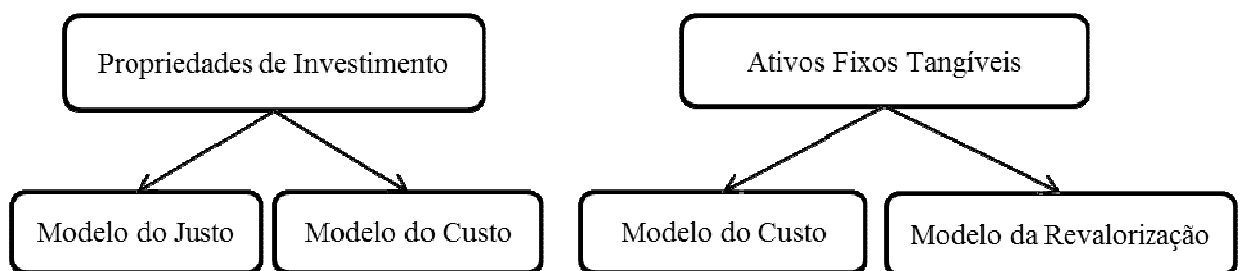 Propriedades de Investimento
Ativos Fixos Tangíveis
Modelo do Justo
Modelo do Custo
Modelo do Custo
Modelo da Revalorização